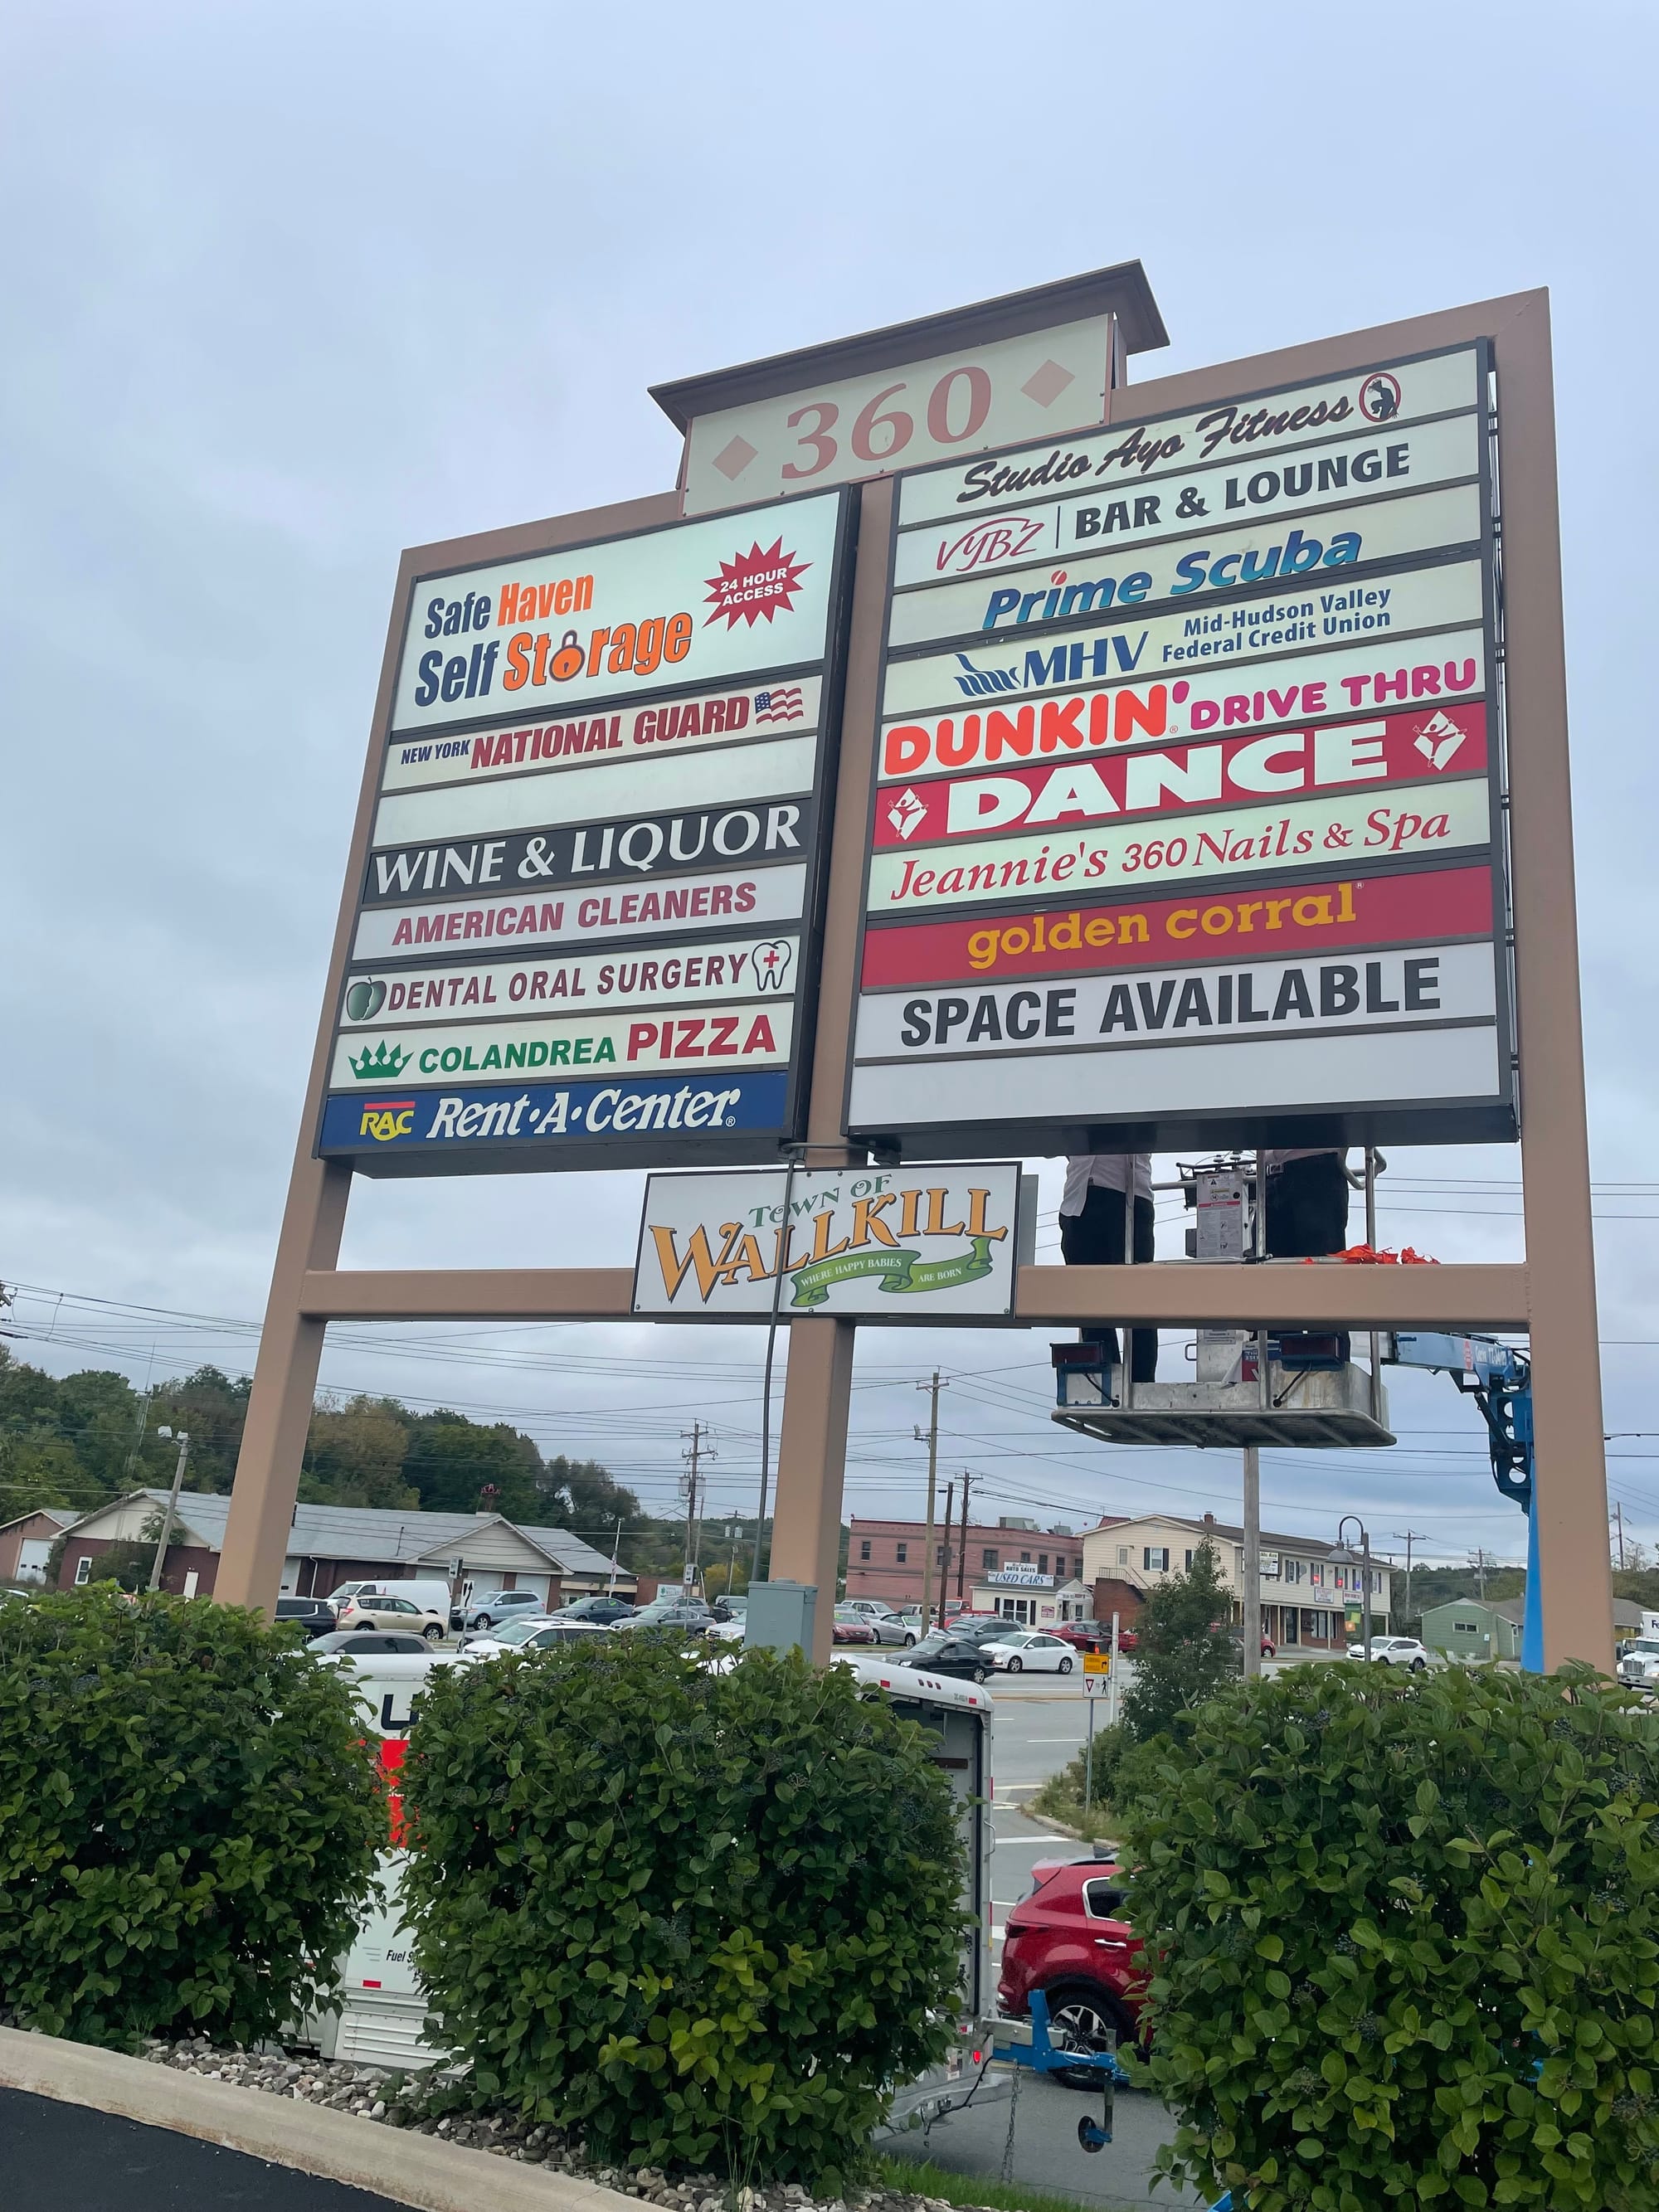 360
Safe Haven
Self Storage
24 HOUR
ACCESS
NEW YORK NATIONAL GUARD
WINE & LIQUOR
AMERICAN CLEANERS
DENTAL ORAL SURGERY
COLANDREA PIZZA
RAC Rent-A-Center®
Studio Ayo Fitness
VYBZ | BAR & LOUNGE
Prime Scuba
MHV Mid-Hudson Valley
Federal Credit Union
DUNKIN'® DRIVE THRU
DANCE
Jeannie's 360 Nails & Spa
golden corral®
SPACE AVAILABLE
TOWN OF
WALLKILL
WHERE HAPPY BABIES ARE BORN
AUTO SALES
USED CARS
U
Fuel